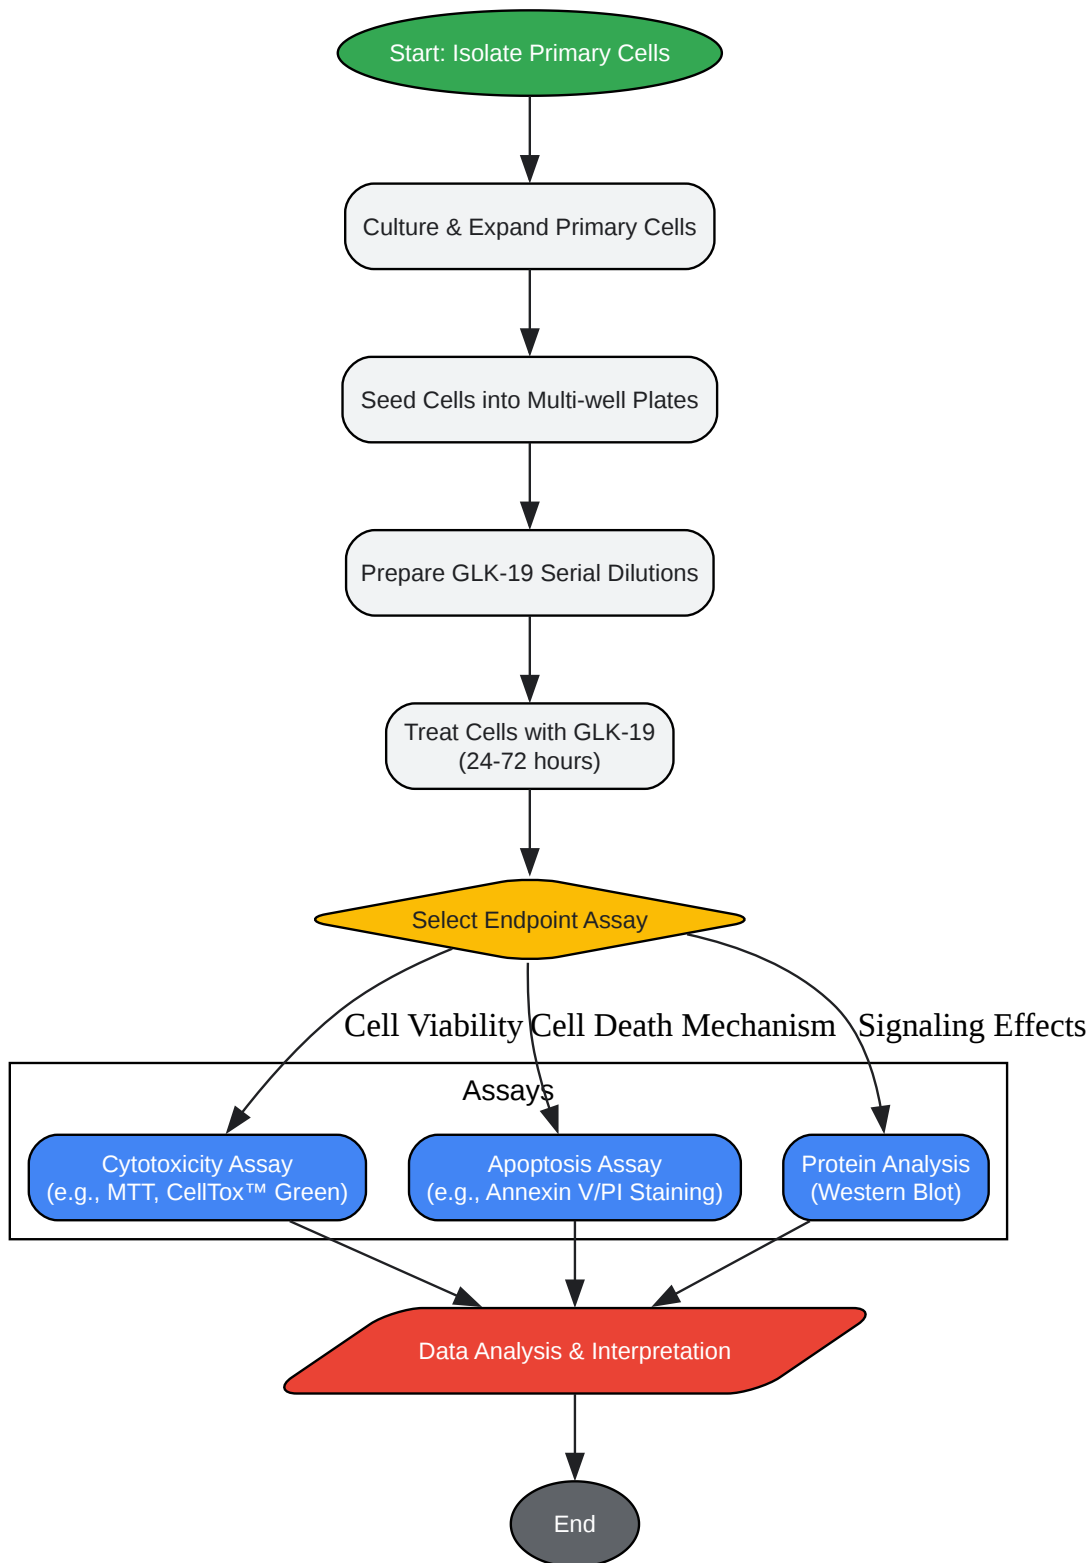 Start: Isolate Primary Cells
Culture & Expand Primary Cells
Seed Cells into Multi-well Plates
Prepare GLK-19 Serial Dilutions
Treat Cells with GLK-19
(24-72 hours)
Select Endpoint Assay
Cell Viability
Cell Death Mechanism
Signaling Effects
Assays
Cytotoxicity Assay
(e.g., MTT, CellTox™ Green)
Apoptosis Assay
(e.g., Annexin V/PI Staining)
Protein Analysis
(Western Blot)
Data Analysis & Interpretation
End